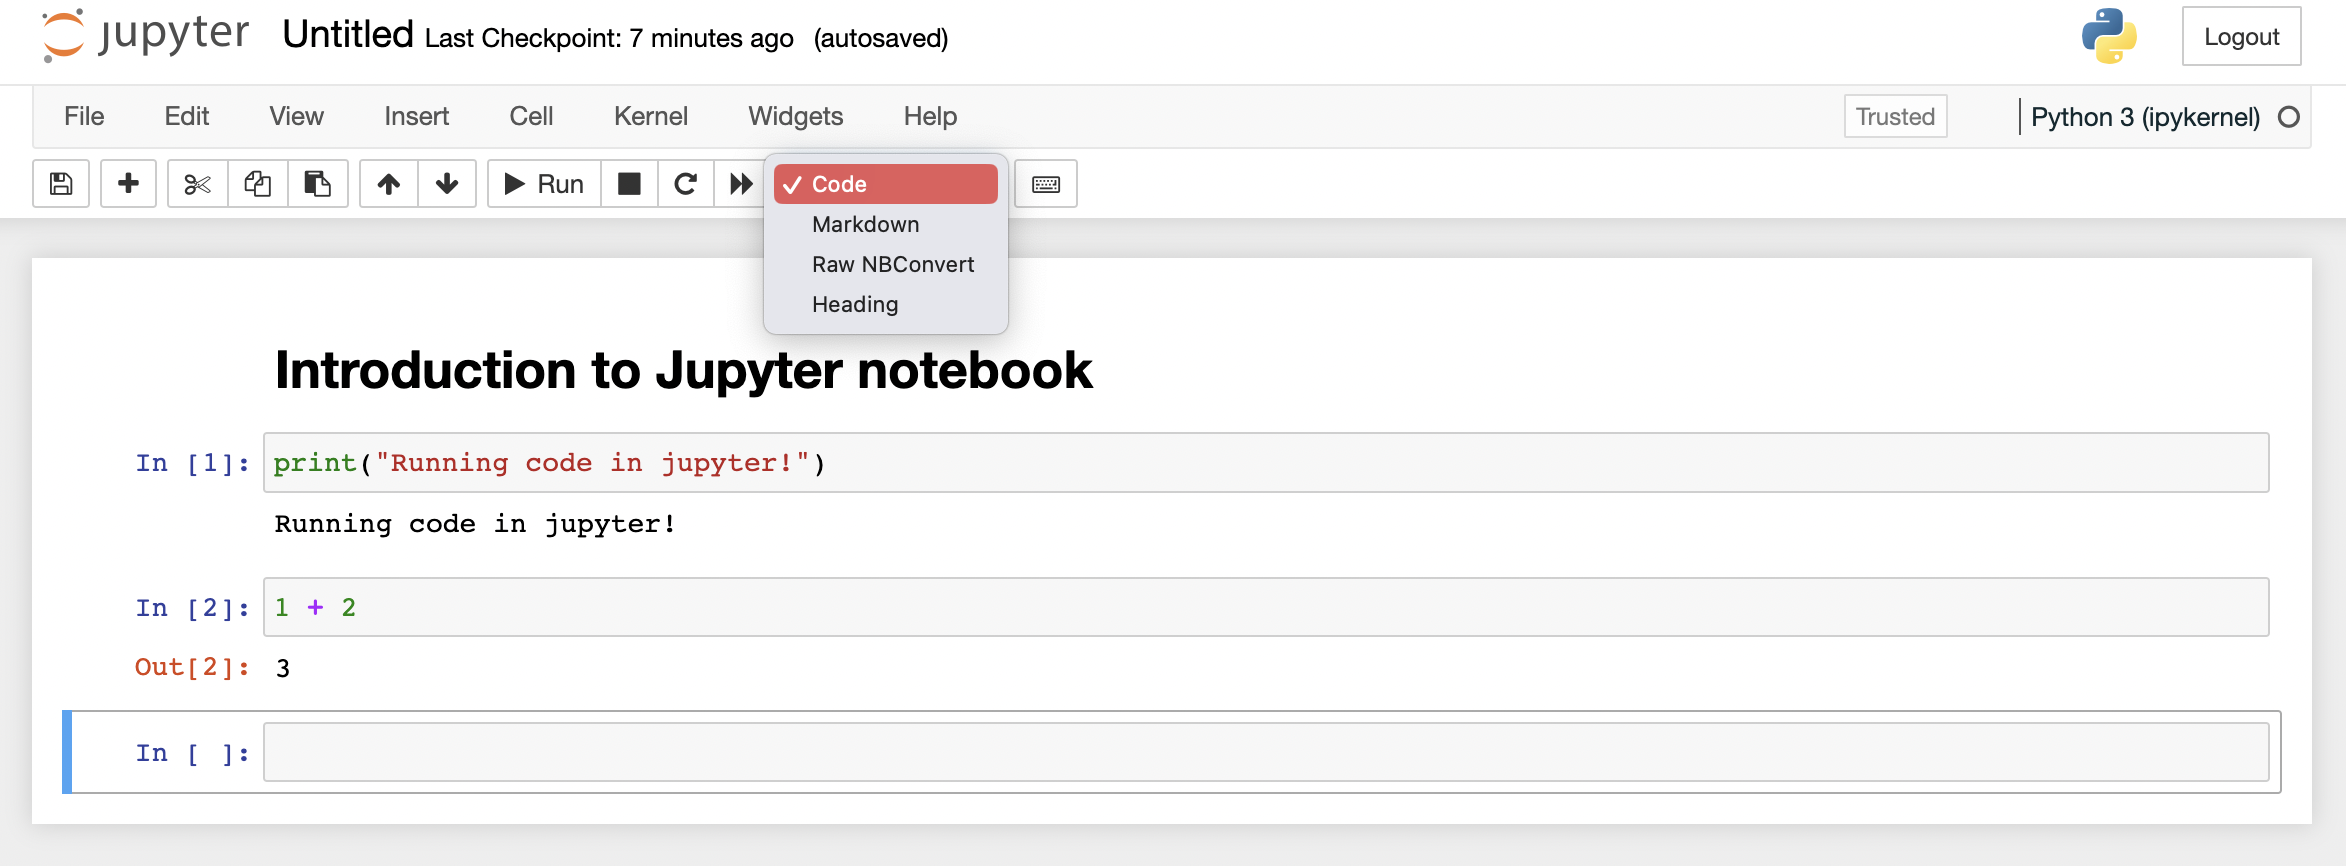 jupyter Untitled Last Checkpoint: 7 minutes ago (autosaved) Logout
File Edit View Insert Cell Kernel Widgets Help Trusted Python 3 (ipykernel)
Run Code
Markdown
Raw NBConvert
Heading
Introduction to Jupyter notebook
In [1]: print("Running code in jupyter!")
Running code in jupyter!
In [2]: 1 + 2
Out[2]: 3
In [ ]: